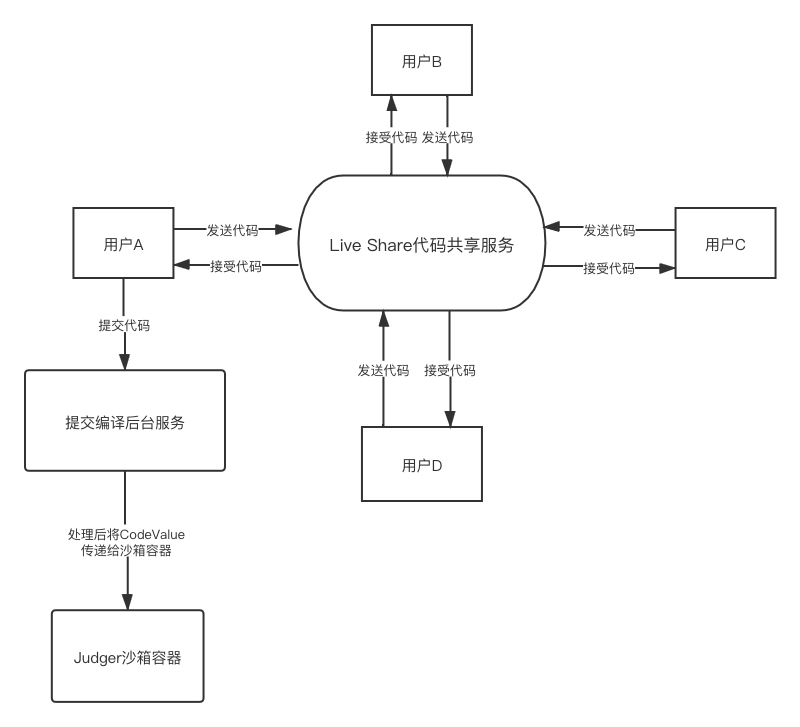 用户B
接受代码
发送代码
用户A
发送代码
接受代码
Live Share代码共享服务
发送代码
接受代码
用户C
提交代码
发送代码
接受代码
提交编译后台服务
用户D
处理后将CodeValue
传递给沙箱容器
Judger沙箱容器